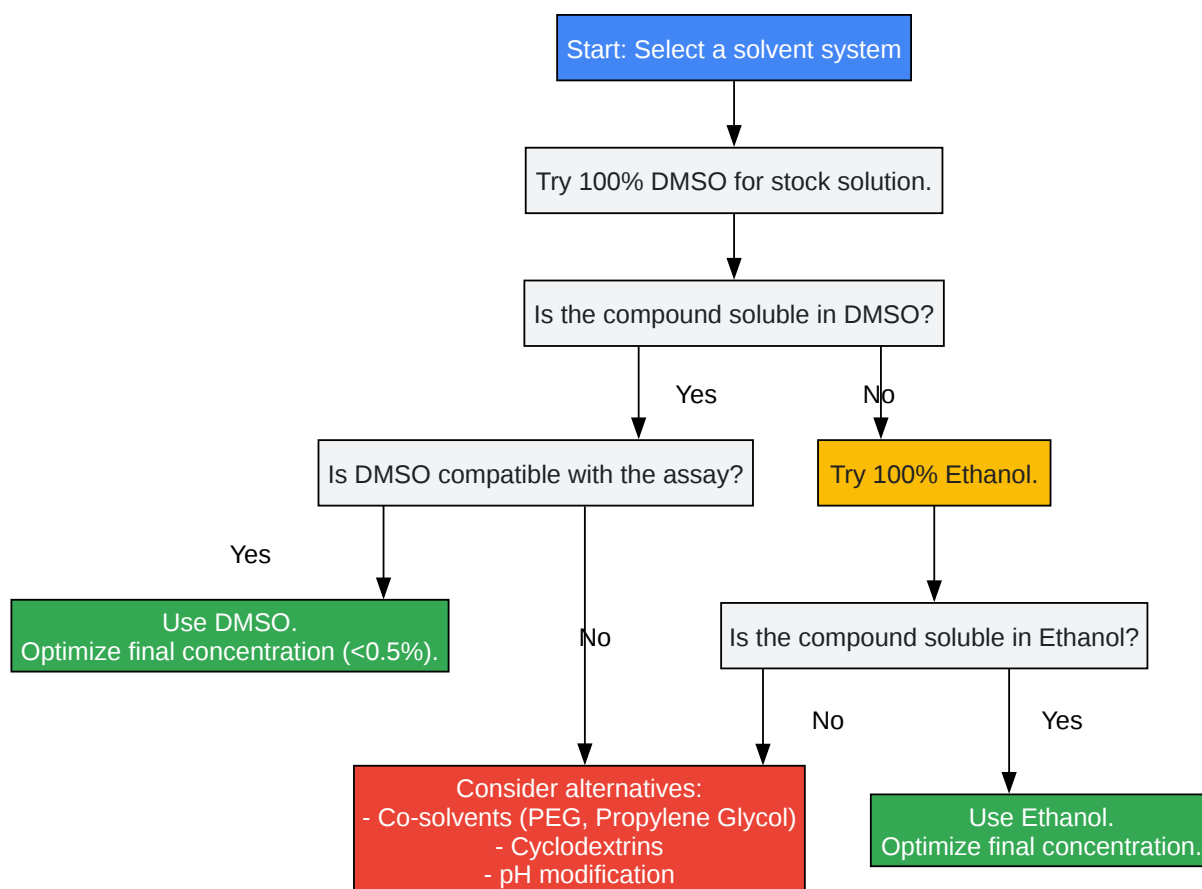 Start: Select a solvent system
Try 100% DMSO for stock solution.
Is the compound soluble in DMSO?
Yes
No
Is DMSO compatible with the assay?
Try 100% Ethanol.
Yes
Use DMSO.
Optimize final concentration (<0.5%).
No
Is the compound soluble in Ethanol?
No
Yes
Consider alternatives:
- Co-solvents (PEG, Propylene Glycol)
- Cyclodextrins
- pH modification
Use Ethanol.
Optimize final concentration.